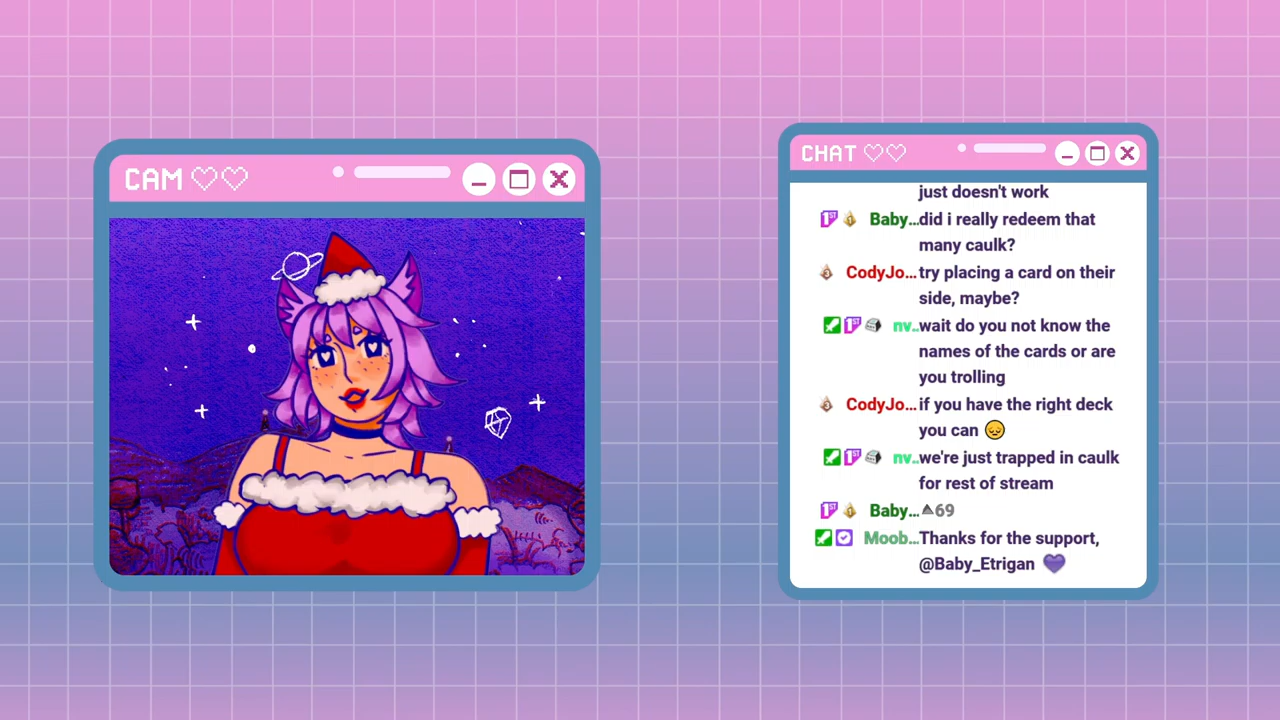 CAM
CHAT
just doesn't work
Baby... did i really redeem that
many caulk?
CodyJo... try placing a card on their
side, maybe?
nv.. wait do you not know the
names of the cards or are
you trolling
CodyJo... if you have the right deck
you can 😔
nv.. we're just trapped in caulk
for rest of stream
Baby... 69
Moob... Thanks for the support,
@Baby_Etrigan 💜